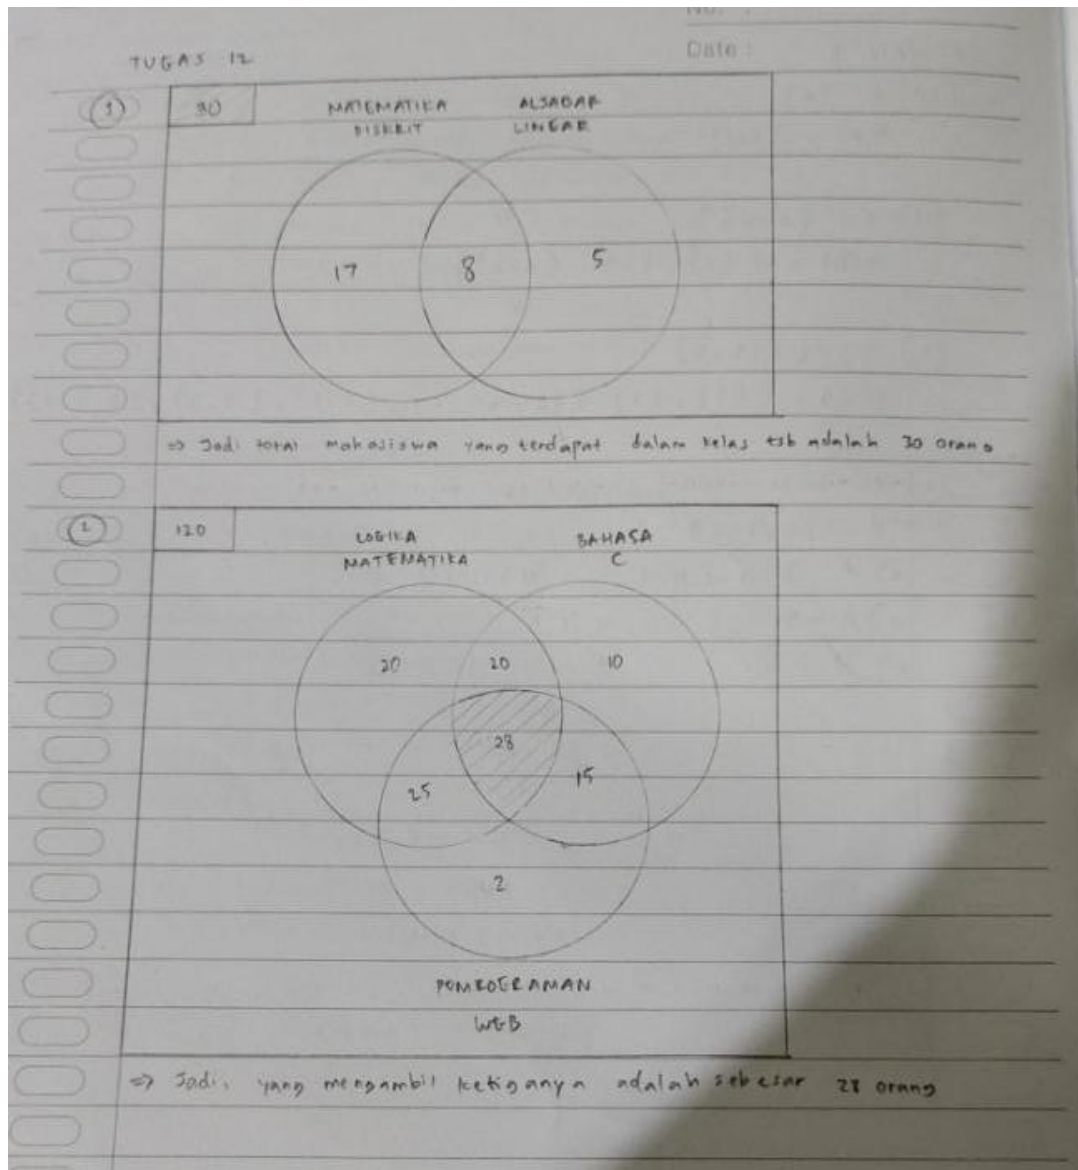 Date :
TUGAS 12
1
30
MATEMATIKA DISKRIT
ALJABAR LINEAR
17
8
5
=> Jadi total mahasiswa yang terdapat dalam kelas tsb adalah 30 orang
2
120
LOGIKA MATEMATIKA
BAHASA C
20
20
10
28
25
15
2
PEMROGRAMAN
WEB
=> Jadi, yang mengambil ketiganya adalah sebesar 28 orang